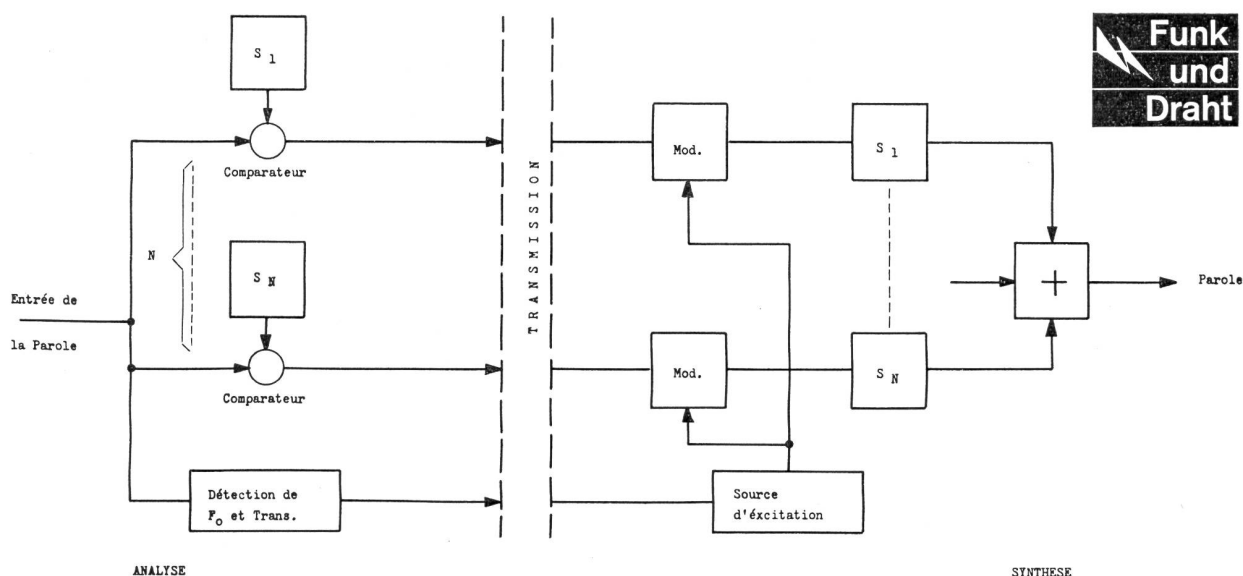 Funk
und
Draht
S 1
Comparateur
N
S N
Entrée de
la Parole
Comparateur
Détection de
F₀ et Trans.
ANALYSE
TRANSMISSION
Mod.
S 1
Mod.
S N
+
Parole
Source
d'éxcitation
SYNTHESE